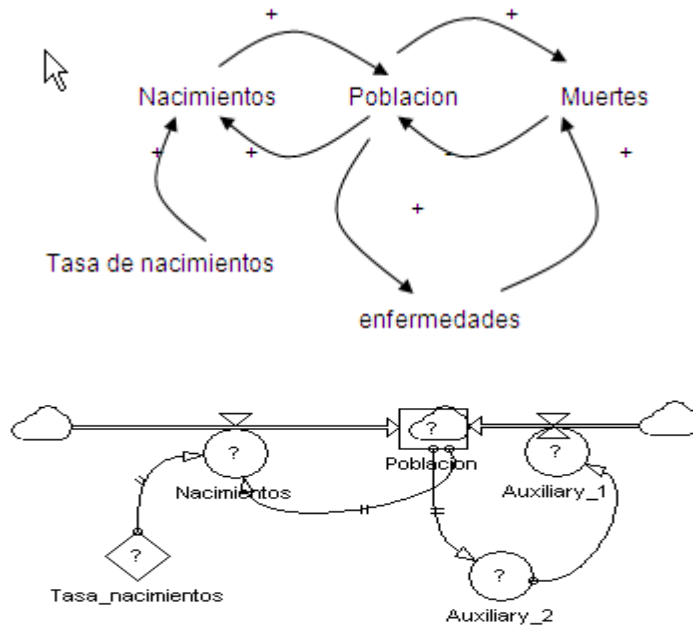 + +
Nacimientos Poblacion Muertes
+ + - +
+
Tasa de nacimientos
enfermedades
?
? Poblacion ?
Nacimientos Auxiliary_1
? ?
Tasa_nacimientos
Auxiliary_2